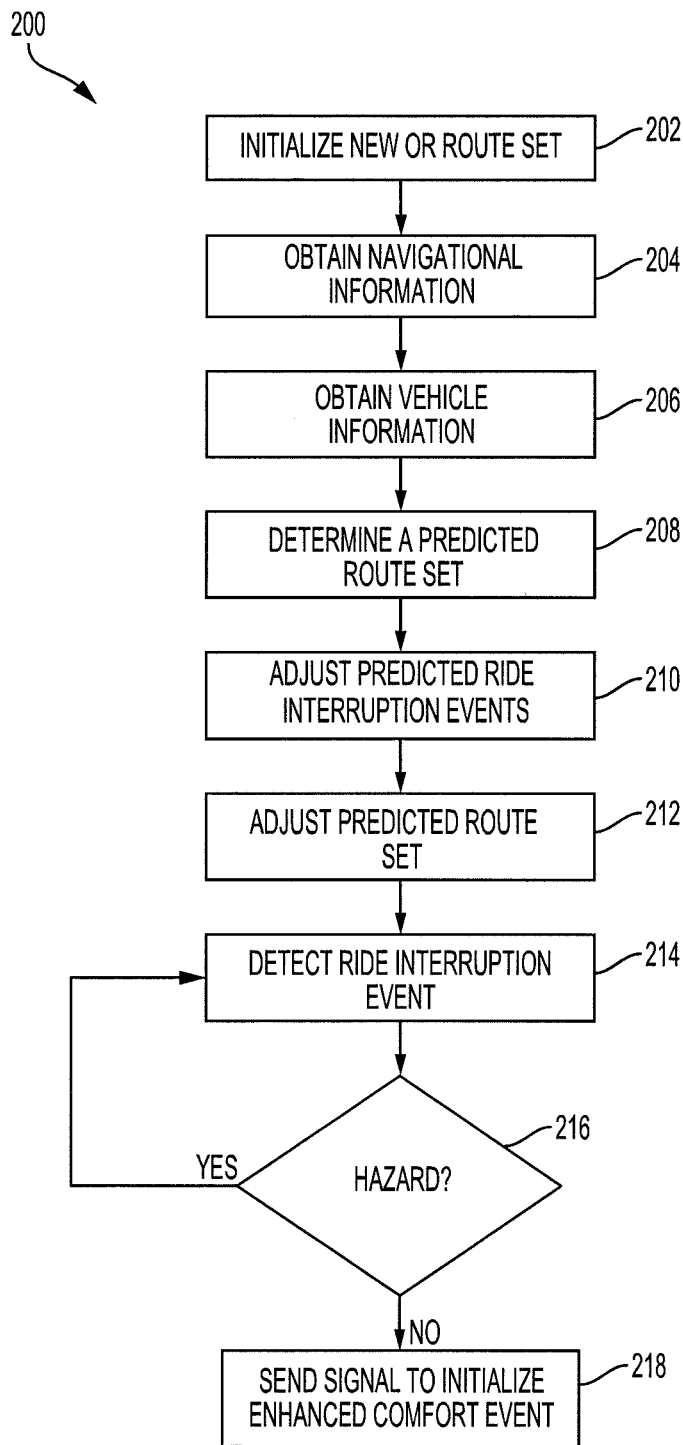 200
INITIALIZE NEW OR ROUTE SET
202
OBTAIN NAVIGATIONAL
INFORMATION
204
OBTAIN VEHICLE
INFORMATION
206
DETERMINE A PREDICTED
ROUTE SET
208
ADJUST PREDICTED RIDE
INTERRUPTION EVENTS
210
ADJUST PREDICTED ROUTE
SET
212
DETECT RIDE INTERRUPTION
EVENT
214
HAZARD?
216
YES
NO
SEND SIGNAL TO INITIALIZE
ENHANCED COMFORT EVENT
218